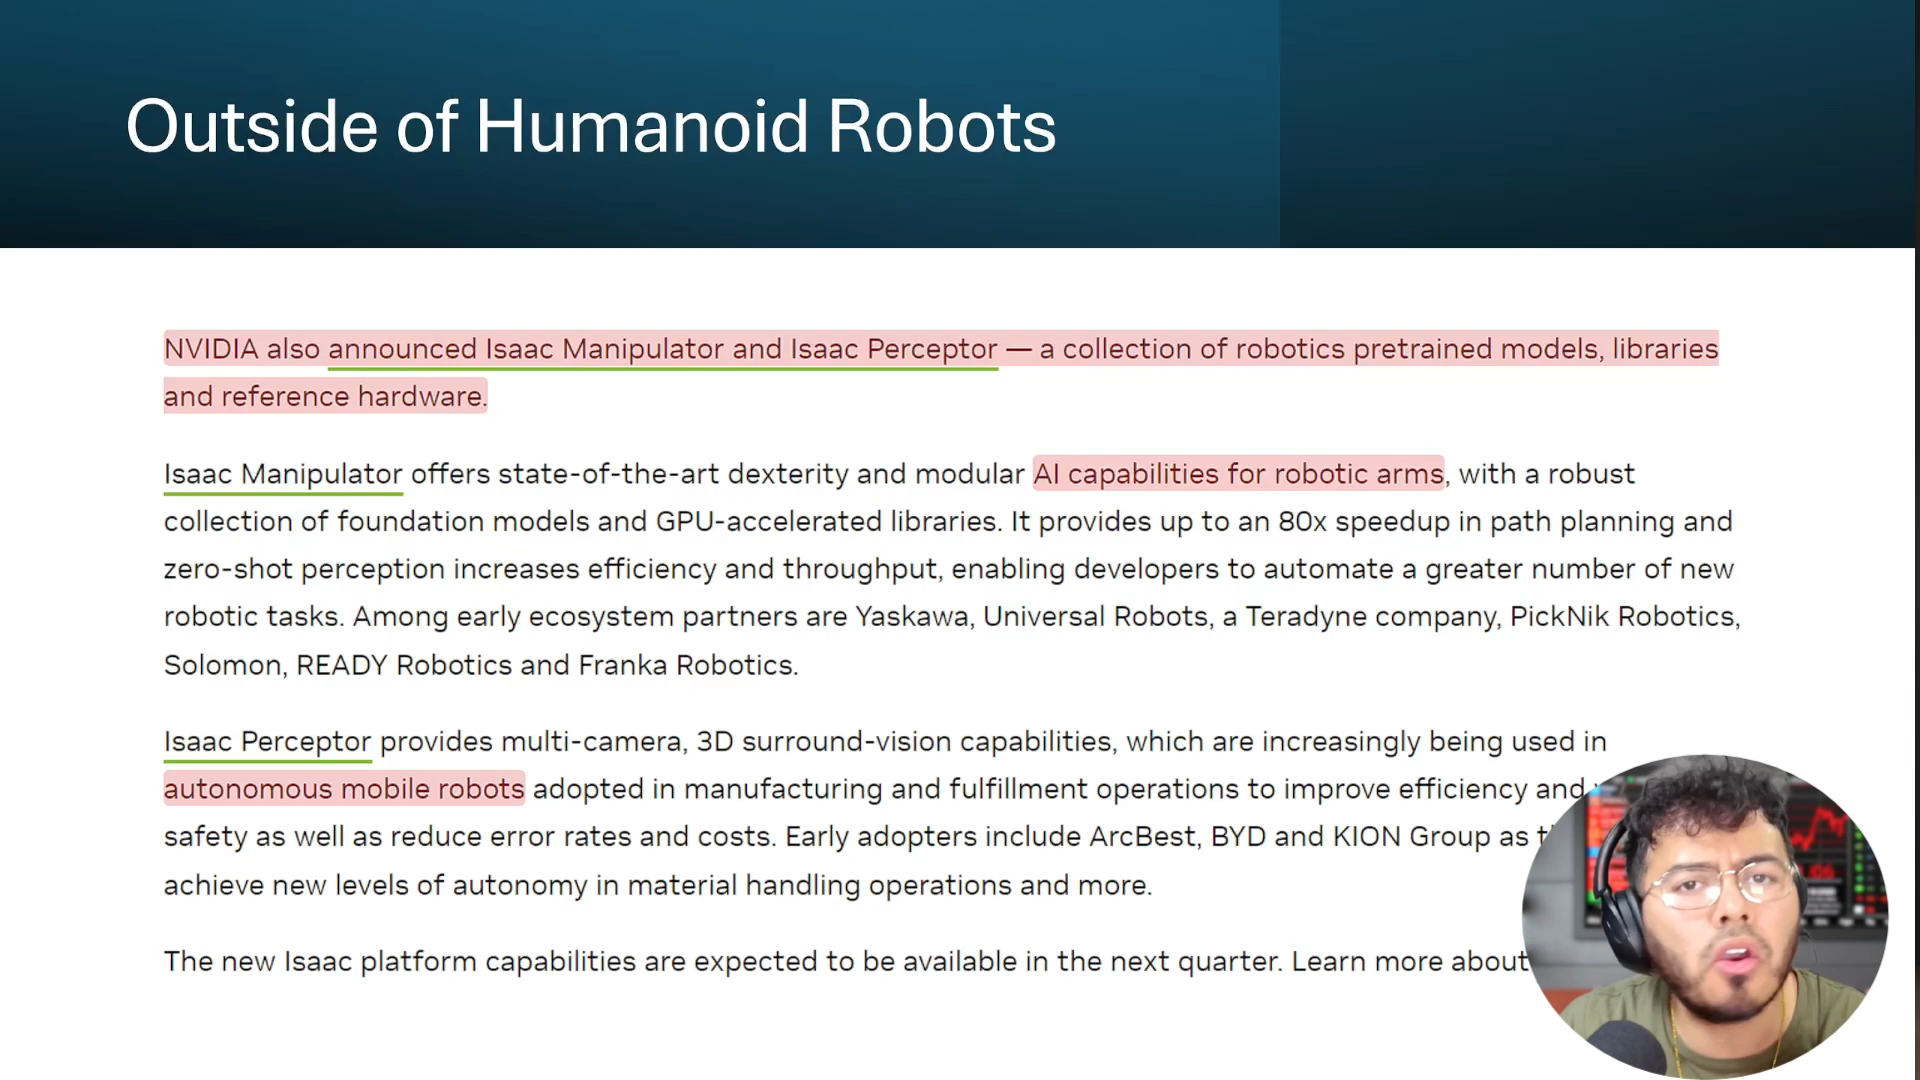 Outside of Humanoid Robots
NVIDIA also announced Isaac Manipulator and Isaac Perceptor — a collection of robotics pretrained models, libraries
and reference hardware.
Isaac Manipulator offers state-of-the-art dexterity and modular AI capabilities for robotic arms, with a robust
collection of foundation models and GPU-accelerated libraries. It provides up to an 80x speedup in path planning and
zero-shot perception increases efficiency and throughput, enabling developers to automate a greater number of new
robotic tasks. Among early ecosystem partners are Yaskawa, Universal Robots, a Teradyne company, PickNik Robotics,
Solomon, READY Robotics and Franka Robotics.
Isaac Perceptor provides multi-camera, 3D surround-vision capabilities, which are increasingly being used in
autonomous mobile robots adopted in manufacturing and fulfillment operations to improve efficiency and
safety as well as reduce error rates and costs. Early adopters include ArcBest, BYD and KION Group as
achieve new levels of autonomy in material handling operations and more.
The new Isaac platform capabilities are expected to be available in the next quarter. Learn more about